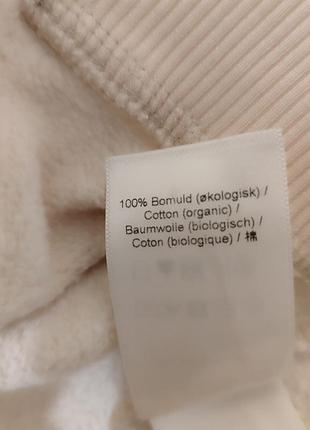 100% Bomuld (økologisk) /
Cotton (organic) /
Baumwolle (biologisch) /
Coton (biologique) / 棉